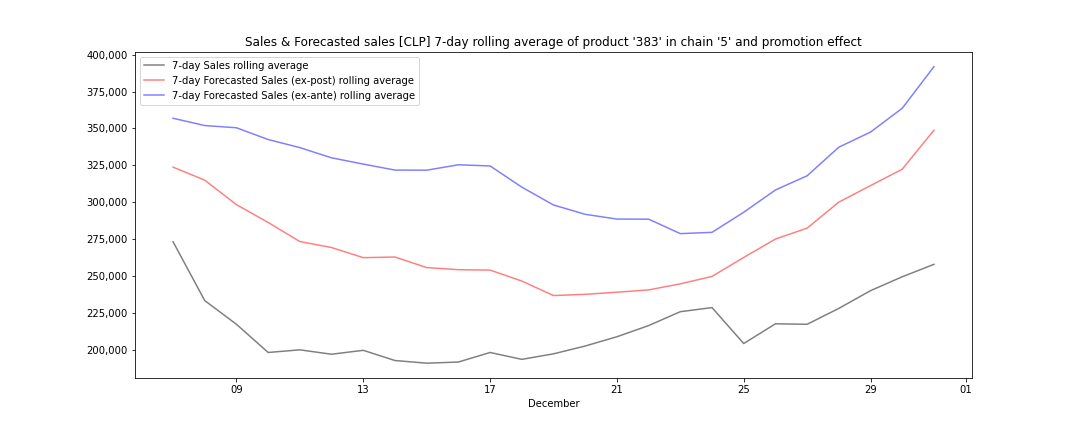 Sales & Forecasted sales [CLP] 7-day rolling average of product '383' in chain '5' and promotion effect
400,000
375,000
350,000
325,000
300,000
275,000
250,000
225,000
200,000
7-day Sales rolling average
7-day Forecasted Sales (ex-post) rolling average
7-day Forecasted Sales (ex-ante) rolling average
09 13 17 21 25 29 01
December